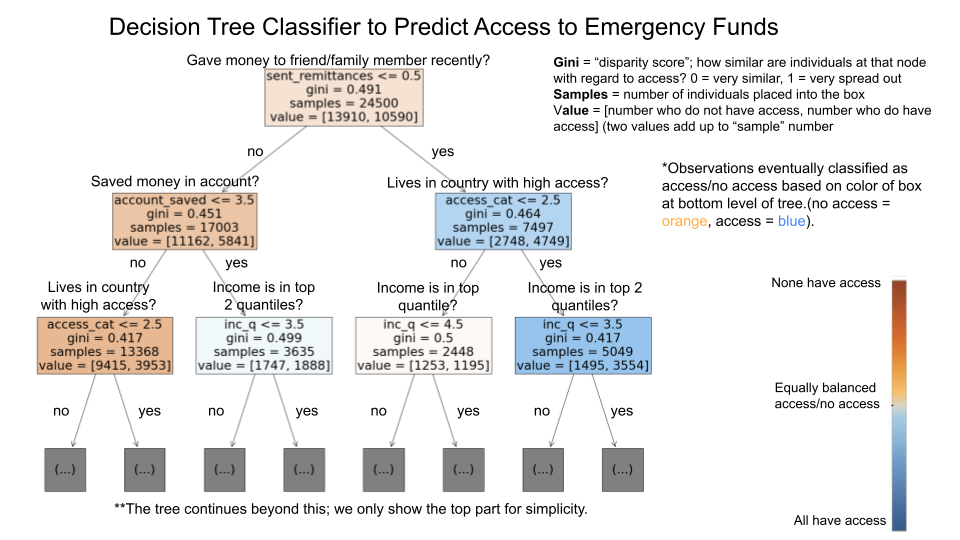 Decision Tree Classifier to Predict Access to Emergency Funds
Gave money to friend/family member recently?
sent_remittances <= 0.5
gini = 0.491
samples = 24500
value = [13910, 10590]
Gini = “disparity score”; how similar are individuals at that node
with regard to access? 0 = very similar, 1 = very spread out
Samples = number of individuals placed into the box
Value = [number who do not have access, number who do have
access] (two values add up to “sample” number
no
yes
*Observations eventually classified as
access/no access based on color of box
at bottom level of tree.(no access =
orange, access = blue).
Saved money in account?
account_saved <= 3.5
gini = 0.451
samples = 17003
value = [11162, 5841]
Lives in country with high access?
access_cat <= 2.5
gini = 0.464
samples = 7497
value = [2748, 4749]
no
yes
no
yes
Lives in country
with high access?
access_cat <= 2.5
gini = 0.417
samples = 13368
value = [9415, 3953]
Income is in top
2 quantiles?
inc_q <= 3.5
gini = 0.499
samples = 3635
value = [1747, 1888]
Income is in top
quantile?
inc_q <= 4.5
gini = 0.5
samples = 2448
value = [1253, 1195]
Income is in top 2
quantiles?
inc_q <= 3.5
gini = 0.417
samples = 5049
value = [1495, 3554]
None have access
Equally balanced
access/no access
All have access
no
yes
no
yes
no
yes
no
yes
(...)
(...)
(...)
(...)
(...)
(...)
(...)
(...)
**The tree continues beyond this; we only show the top part for simplicity.